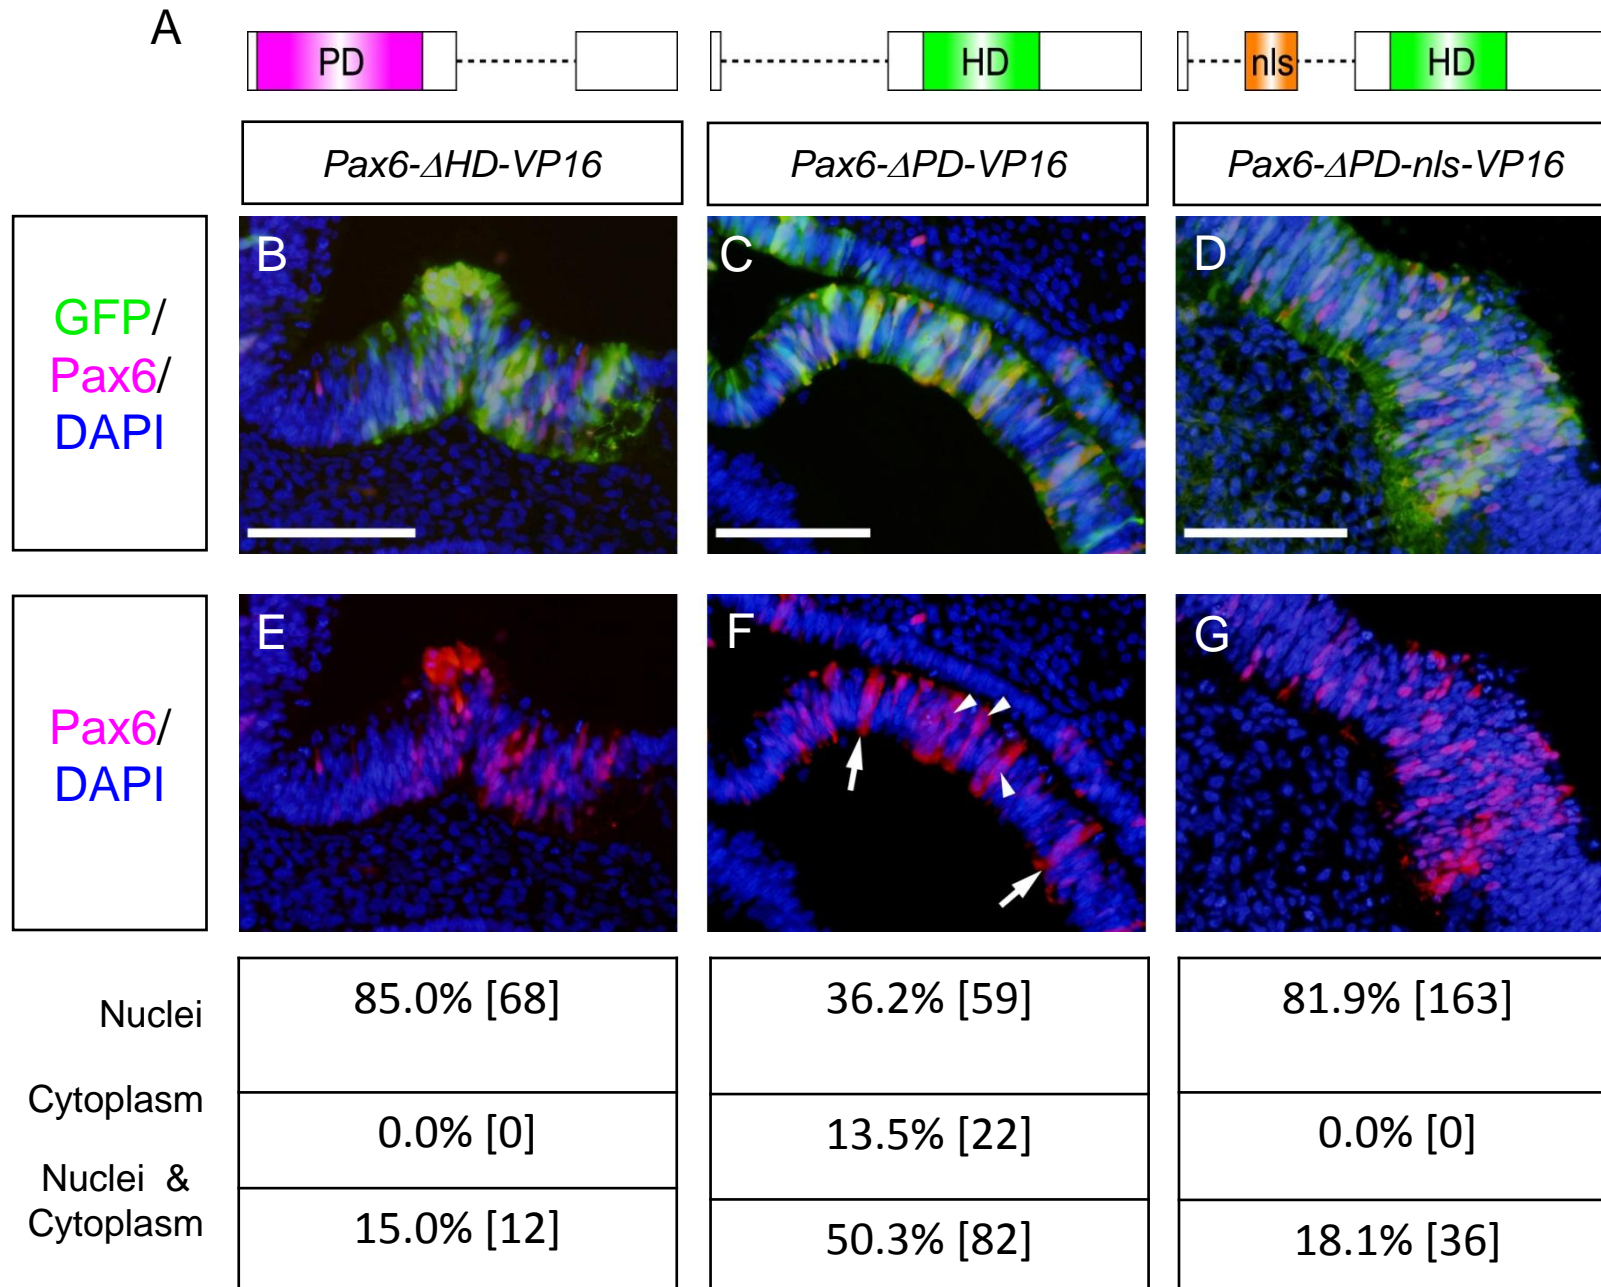 A
PD
HD
nls
HD
Pax6-ΔHD-VP16
Pax6-ΔPD-VP16
Pax6-ΔPD-nls-VP16
GFP/
Pax6/
DAPI
B
C
D
Pax6/
DAPI
E
F
G
Nuclei
85.0% [68]
36.2% [59]
81.9% [163]
Cytoplasm
0.0% [0]
13.5% [22]
0.0% [0]
Nuclei &
Cytoplasm
15.0% [12]
50.3% [82]
18.1% [36]